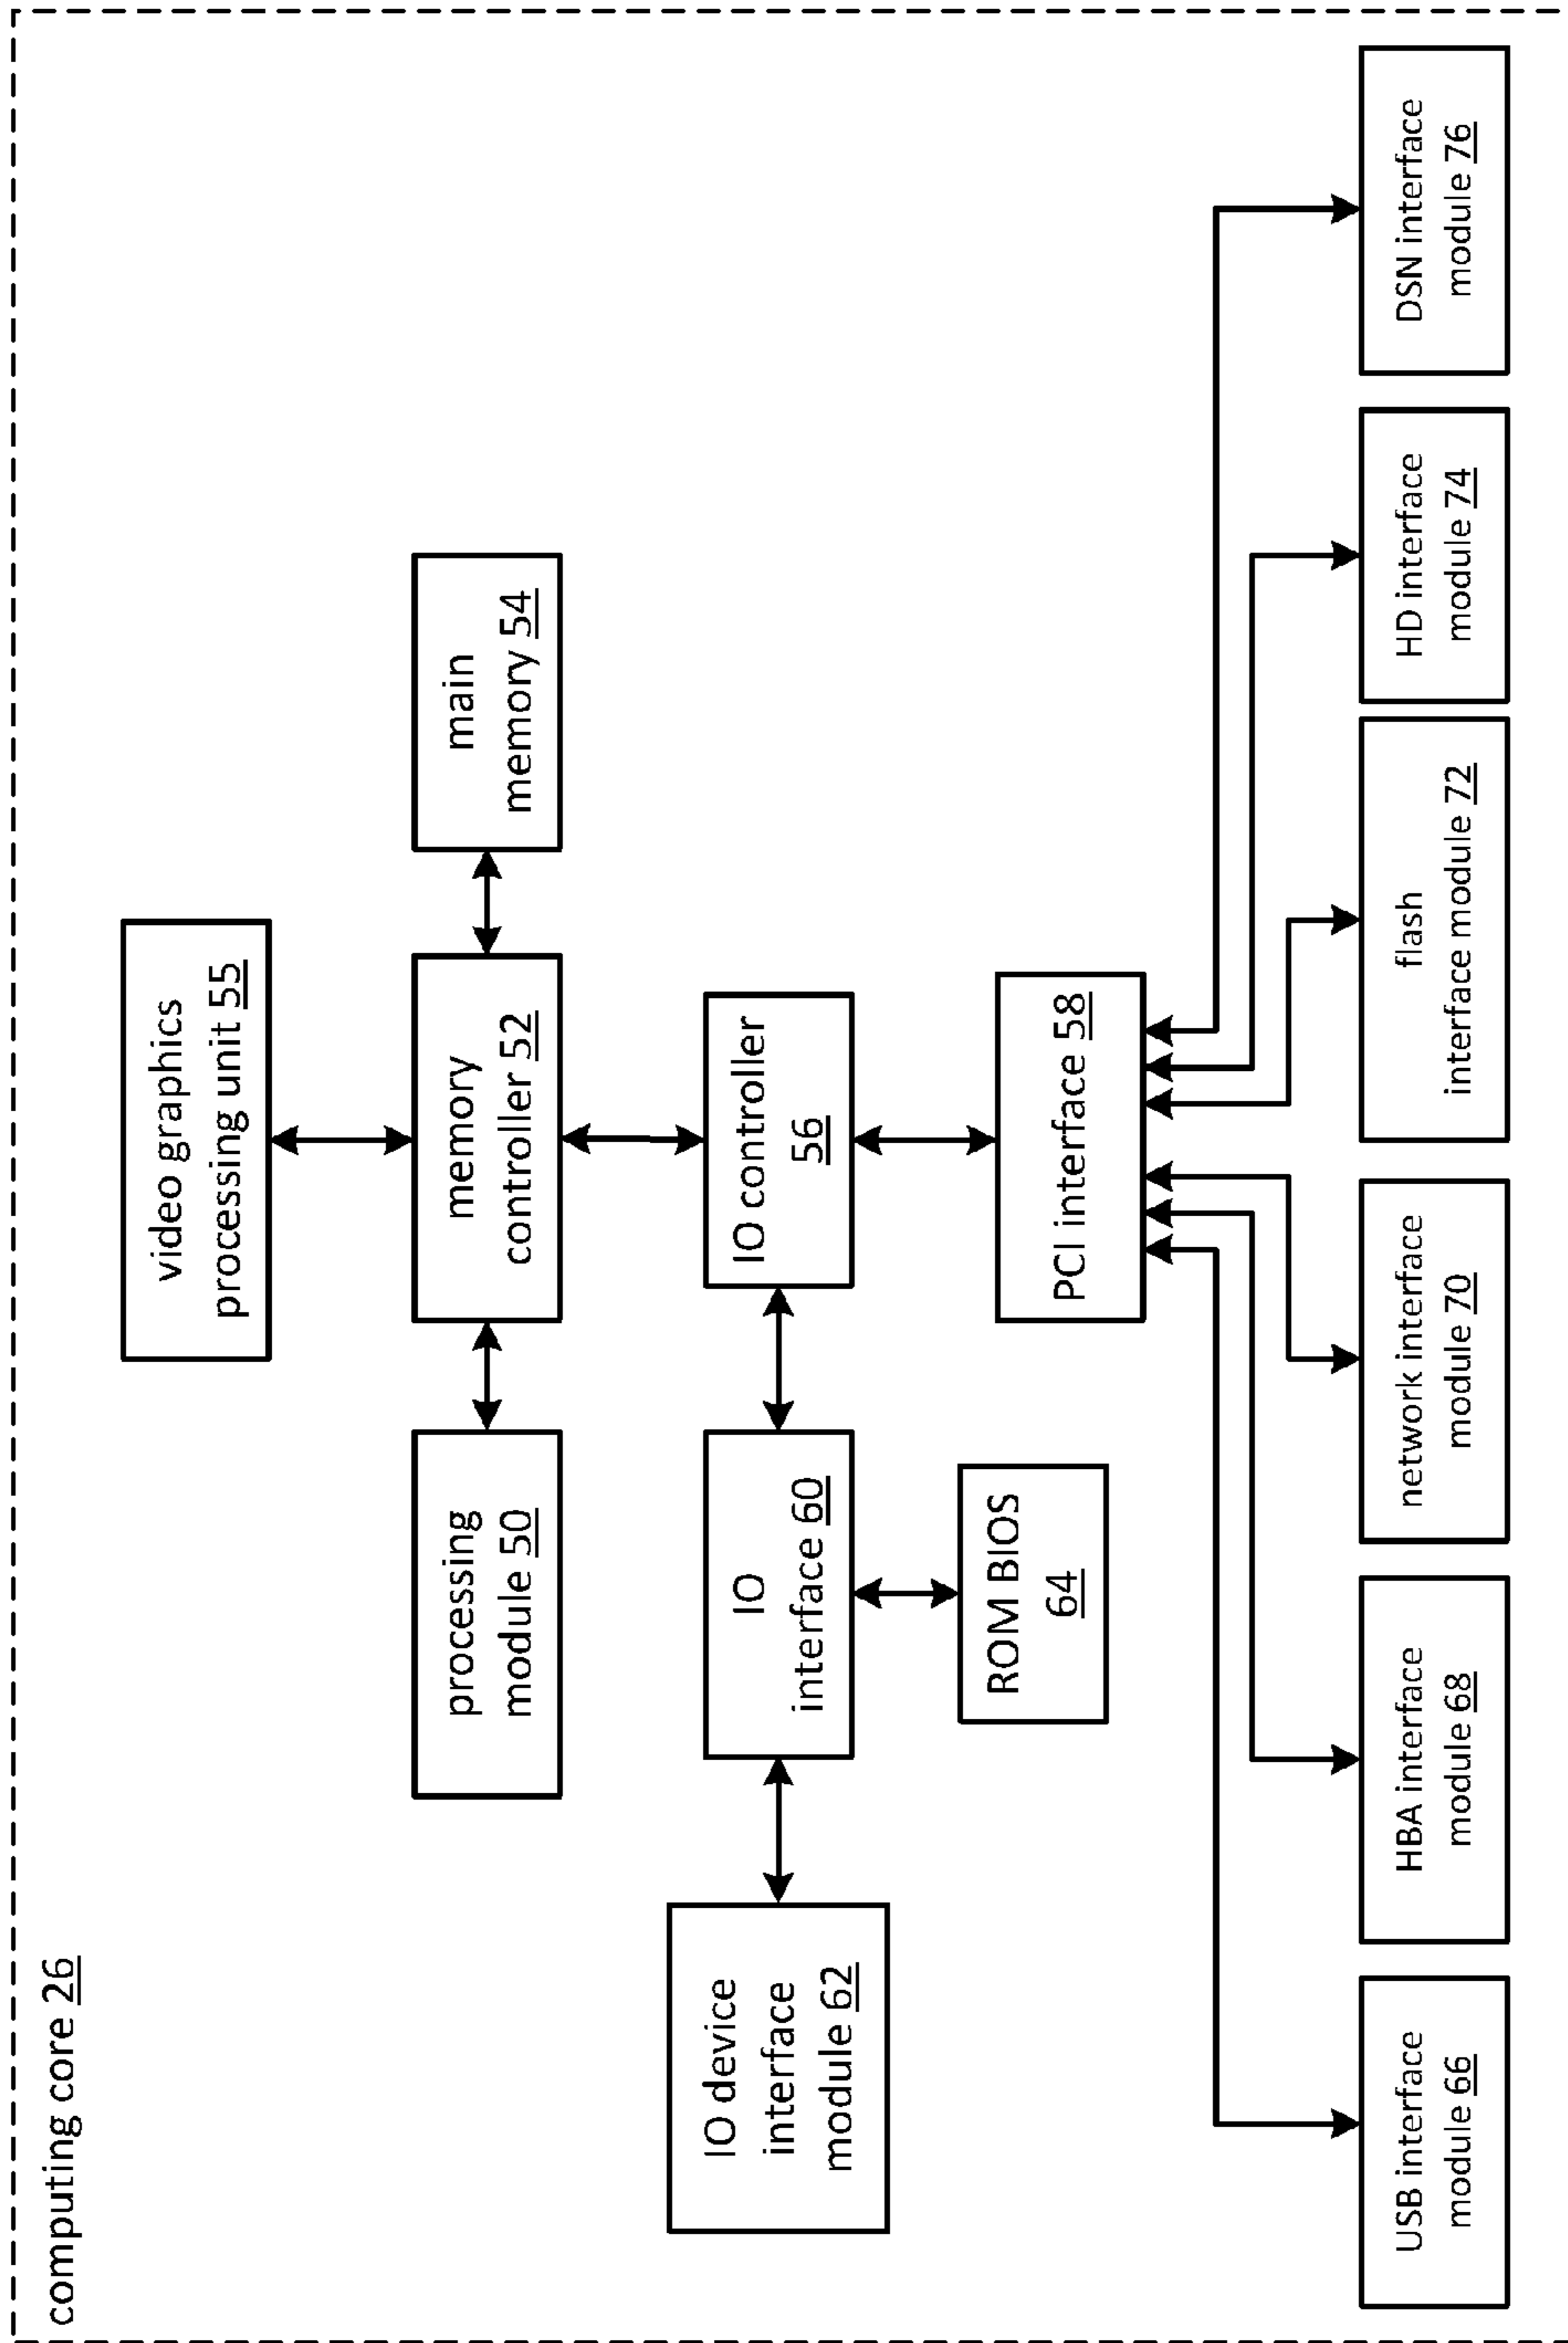 computing core 26
video graphics
processing unit 55
processing
module 50
memory
controller 52
main
memory 54
IO device
interface
module 62
IO
interface 60
IO controller
56
ROM BIOS
64
PCI interface 58
USB interface
module 66
HBA interface
module 68
network interface
module 70
flash
interface module 72
HD interface
module 74
DSN interface
module 76